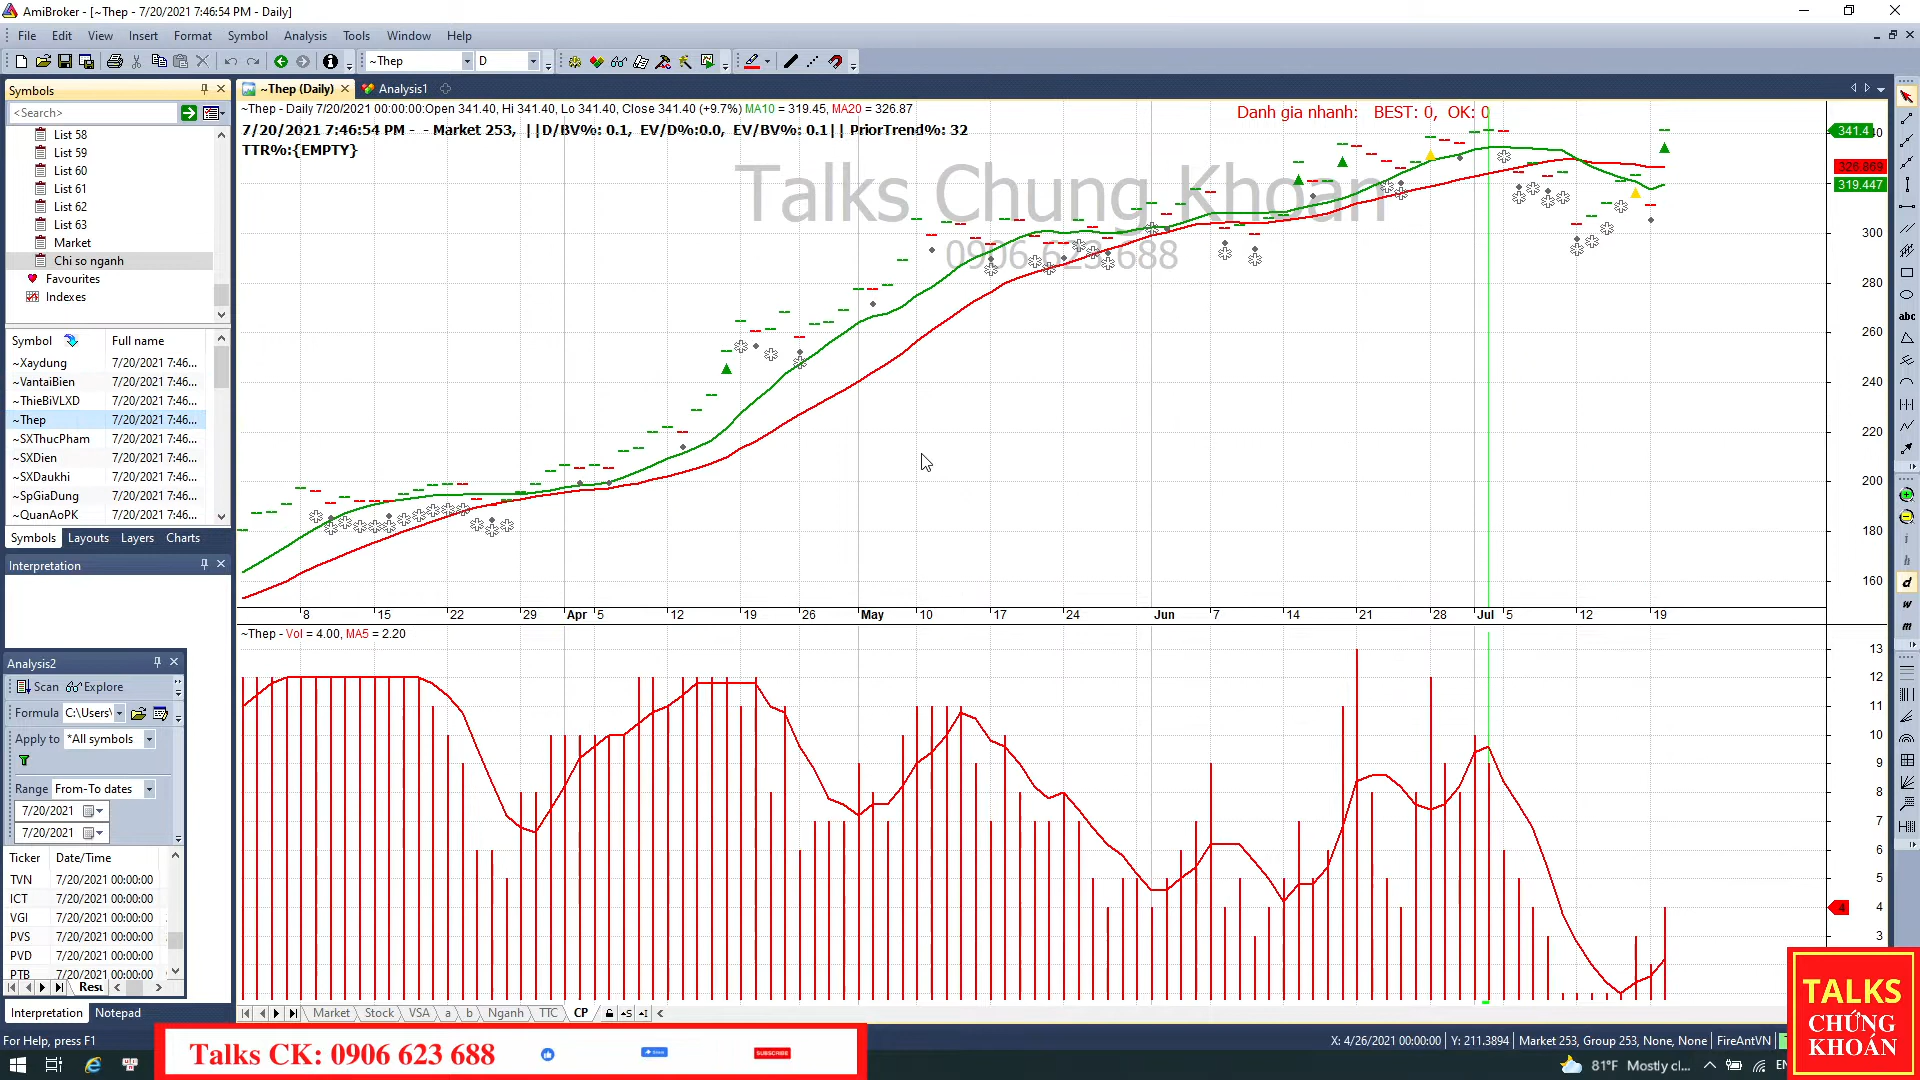 AmiBroker - [~Thep - 7/20/2021 7:46:54 PM - Daily]
File Edit View Insert Format Symbol Analysis Tools Window Help
~Thep D
Symbols
~Thep (Daily) Analysis1
<Search>
List 58
List 59
List 60
List 61
List 62
List 63
Market
Chi so nganh
Favourites
Indexes
Symbol Full name
~Xaydung 7/20/2021 7:46...
~VantaiBien 7/20/2021 7:46...
~ThieBiVLXD 7/20/2021 7:46...
~Thep 7/20/2021 7:46...
~SXThucPham 7/20/2021 7:46...
~SXDien 7/20/2021 7:46...
~SXDaukhi 7/20/2021 7:46...
~SpGiaDung 7/20/2021 7:46...
~QuanAoPK 7/20/2021 7:46...
Symbols Layouts Layers Charts
Interpretation
Analysis2
Scan Explore
Formula C:\Users\
Apply to *All symbols
Range From-To dates
7/20/2021
7/20/2021
Ticker Date/Time
TVN 7/20/2021 00:00:00
ICT 7/20/2021 00:00:00
VGI 7/20/2021 00:00:00
PVS 7/20/2021 00:00:00
PVD 7/20/2021 00:00:00
PTB 7/20/2021 00:00:00
Resu
Interpretation Notepad
For Help, press F1
~Thep - Daily 7/20/2021 00:00:00:Open 341.40, Hi 341.40, Lo 341.40, Close 341.40 (+9.7%) MA10 = 319.45, MA20 = 326.87
Danh gia nhanh: BEST: 0, OK: 0
7/20/2021 7:46:54 PM - - Market 253, ||D/BV%: 0.1, EV/D%:0.0, EV/BV%: 0.1|| PriorTrend%: 32
TTR%:{EMPTY}
Talks Chung Khoan
0906 623 688
341.4
326.869
319.447
300
280
260
240
220
200
180
160
8 15 22 29 Apr 5 12 19 26 May 10 17 24 Jun 7 14 21 28 Jul 5 12 19
~Thep - Vol = 4.00, MA5 = 2.20
13
12
11
10
9
8
7
6
5
4
4
3
Market Stock VSA a b Nganh TTC CP
X: 4/26/2021 00:00:00 Y: 211.3894 Market 253, Group 253, None, None FireAntVN
abc
d
w
m
Talks CK: 0906 623 688
SUBSCRIBE
81°F Mostly cl...
TALKS
CHỨNG
KHOÁN